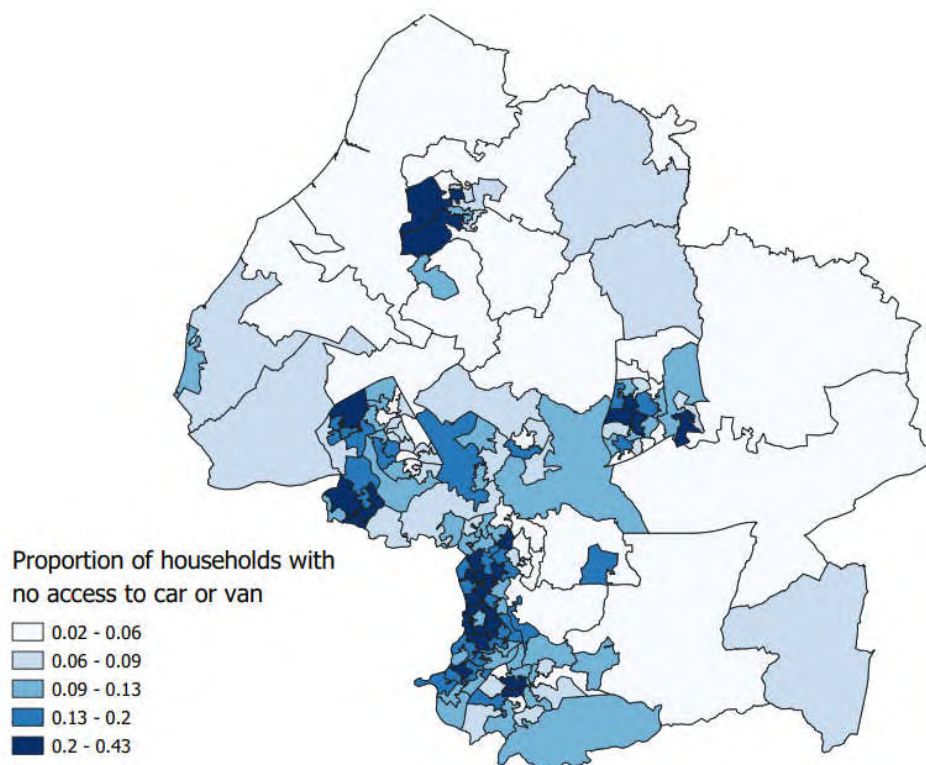 Proportion of households with
no access to car or van
0.02 - 0.06
0.06 - 0.09
0.09 - 0.13
0.13 - 0.2
0.2 - 0.43